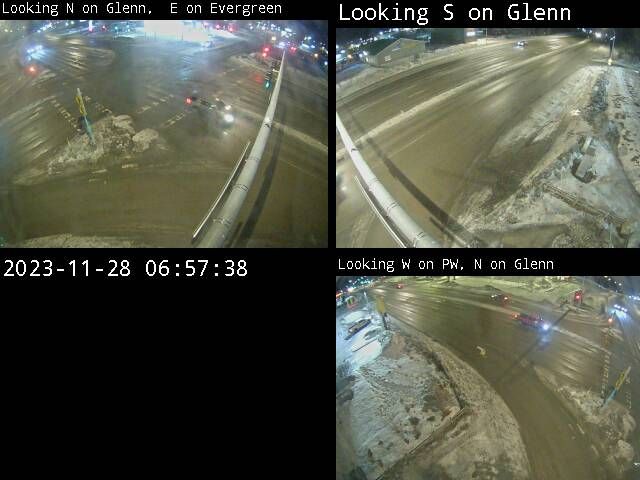 Looking N on Glenn,  E on Evergreen
Looking S on Glenn
2023-11-28 06:57:38
Looking W on PW, N on Glenn